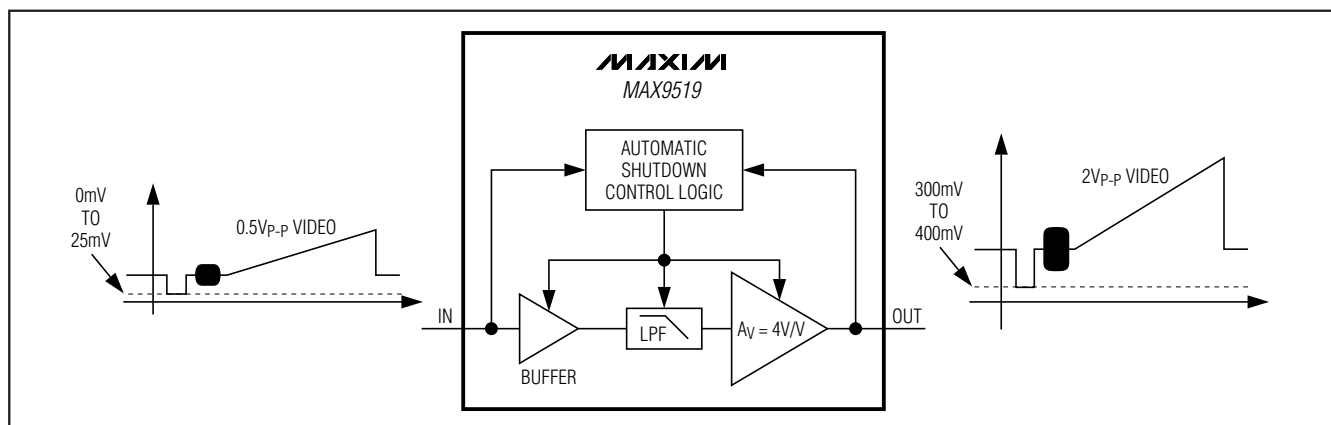 MAXIM
MAX9519
AUTOMATIC
SHUTDOWN
CONTROL LOGIC
0mV
TO
25mV
0.5VP-P VIDEO
IN
BUFFER
LPF
AV = 4V/V
OUT
300mV
TO
400mV
2VP-P VIDEO